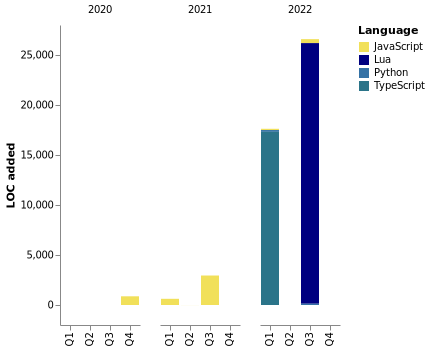 2020 2021 2022
Language
JavaScript
Lua
Python
TypeScript
LOC added
25,000
20,000
15,000
10,000
5,000
0
Q1 Q2 Q3 Q4 Q1 Q2 Q3 Q4 Q1 Q2 Q3 Q4